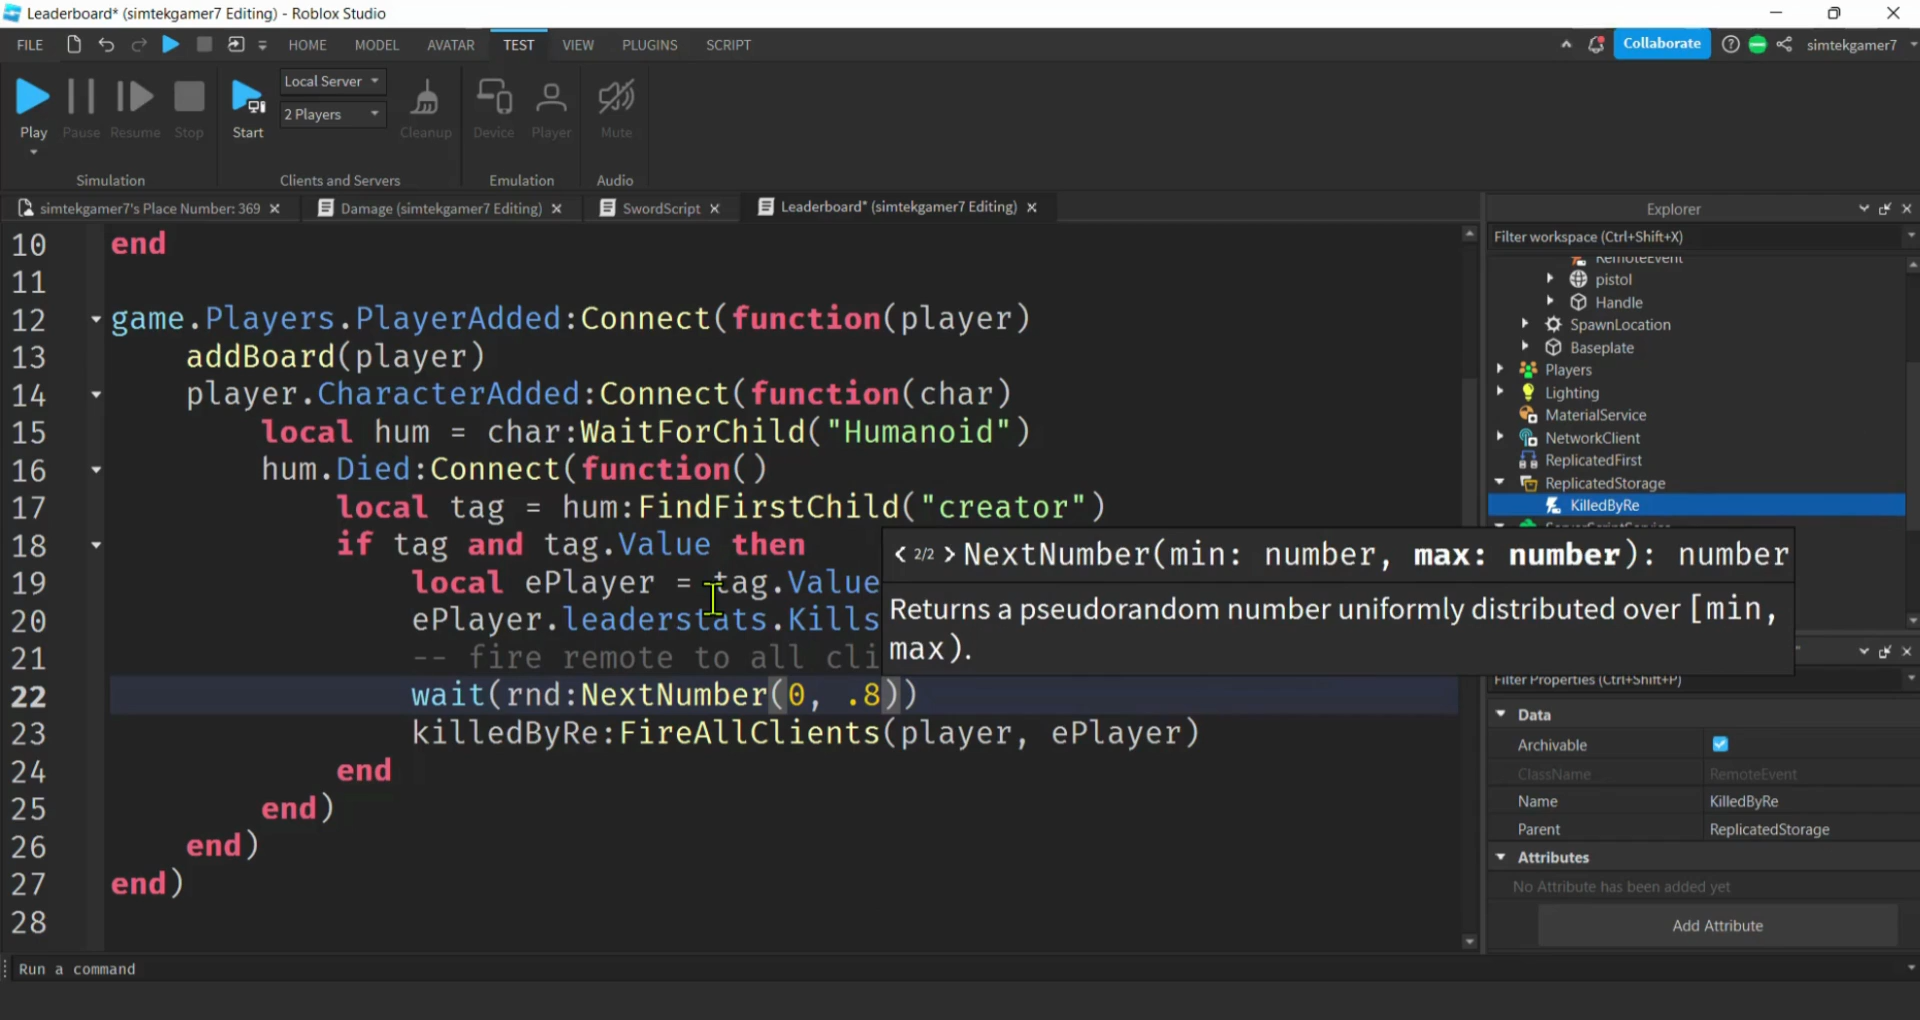 Leaderboard* (simtekgamer7 Editing) - Roblox Studio
FILE HOME MODEL AVATAR TEST VIEW PLUGINS SCRIPT Collaborate simtekgamer7
Play Pause Resume Stop Start Local Server 2 Players Cleanup Device Player Mute
Simulation Clients and Servers Emulation Audio
simtekgamer7's Place Number: 369 Damage (simtekgamer7 Editing) SwordScript Leaderboard* (simtekgamer7 Editing)
10 end
11
12 game.Players.PlayerAdded:Connect(function(player)
13 addBoard(player)
14 player.CharacterAdded:Connect(function(char)
15 local hum = char:WaitForChild("Humanoid")
16 hum.Died:Connect(function()
17 local tag = hum:FindFirstChild("creator")
18 if tag and tag.Value then
19 local ePlayer = tag.Value
20 ePlayer.leaderstats.Kills
21 -- fire remote to all cli
22 wait(rnd:NextNumber(0, .8))
23 killedByRe:FireAllClients(player, ePlayer)
24 end
25 end)
26 end)
27 end)
28
< 2/2 > NextNumber(min: number, max: number): number
Returns a pseudorandom number uniformly distributed over [min,
max).
Run a command
Explorer
Filter workspace (Ctrl+Shift+X)
RemoteEvent
pistol
Handle
SpawnLocation
Baseplate
Players
Lighting
MaterialService
NetworkClient
ReplicatedFirst
ReplicatedStorage
KilledByRe
ServerScriptService
Filter Properties (Ctrl+Shift+P)
Data
Archivable
ClassName RemoteEvent
Name KilledByRe
Parent ReplicatedStorage
Attributes
No Attribute has been added yet
Add Attribute